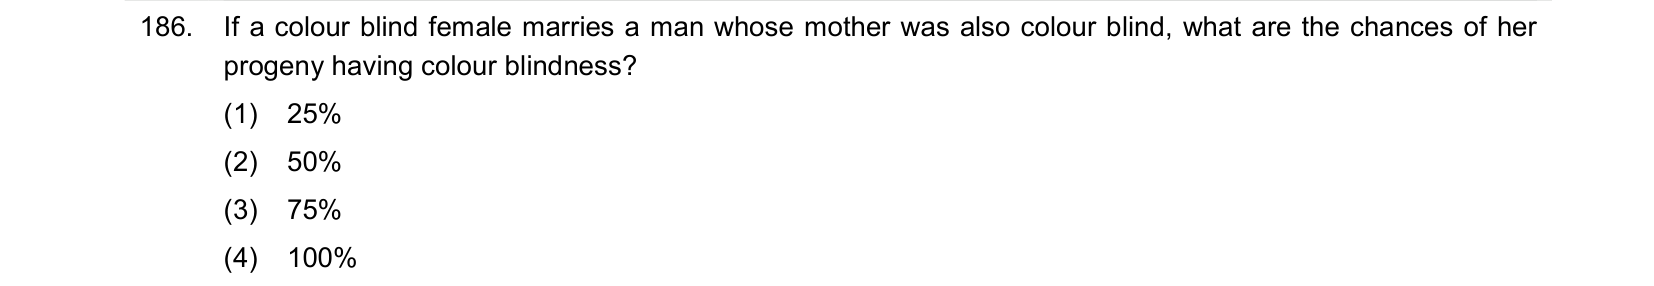 186. If a colour blind female marries a man whose mother was also colour blind, what are the chances of her
progeny having colour blindness?
(1) 25%
(2) 50%
(3) 75%
(4) 100%